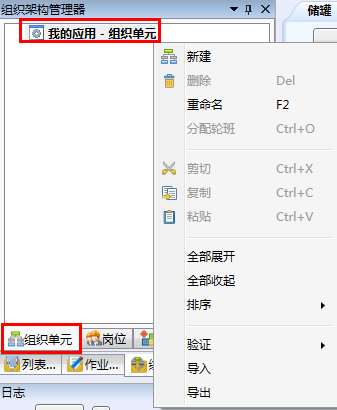 组织架构管理器
储罐
我的应用 - 组织单元
新建
删除 Del
重命名 F2
分配轮班 Ctrl+O
剪切 Ctrl+X
复制 Ctrl+C
粘贴 Ctrl+V
全部展开
全部收起
排序
验证
导入
导出
组织单元 岗位
列表... 作业...
日志